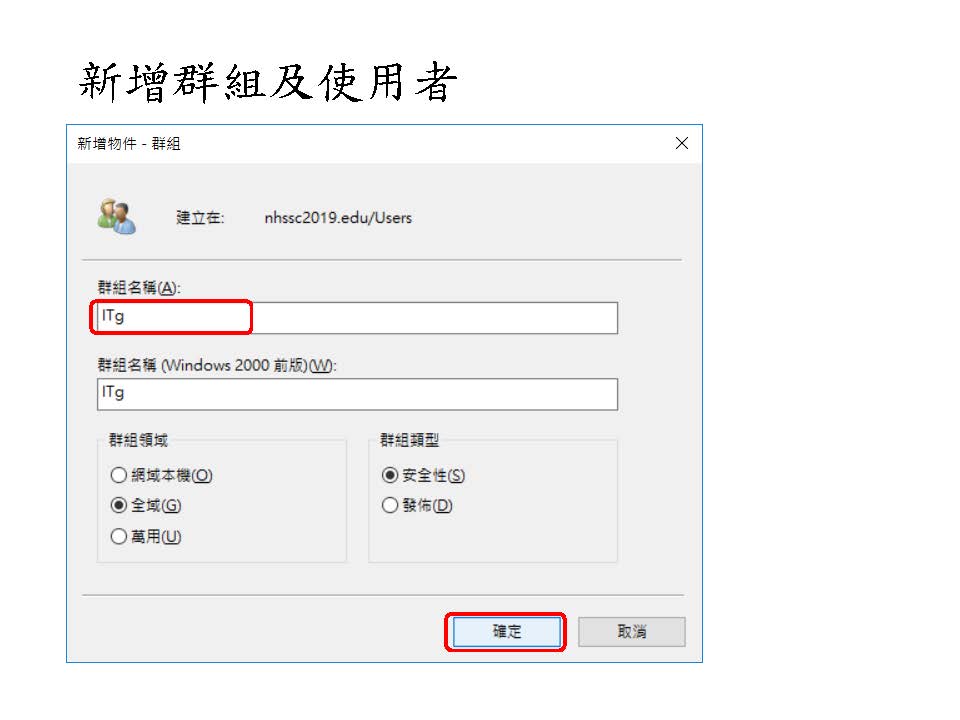 新增群組及使用者
新增物件 - 群組
建立在: nhssc2019.edu/Users
群組名稱(A):
ITg
群組名稱 (Windows 2000 前版)(W):
ITg
群組領域 群組類型
網域本機(O) 安全性(S)
全域(G) 發佈(D)
萬用(U)
確定 取消